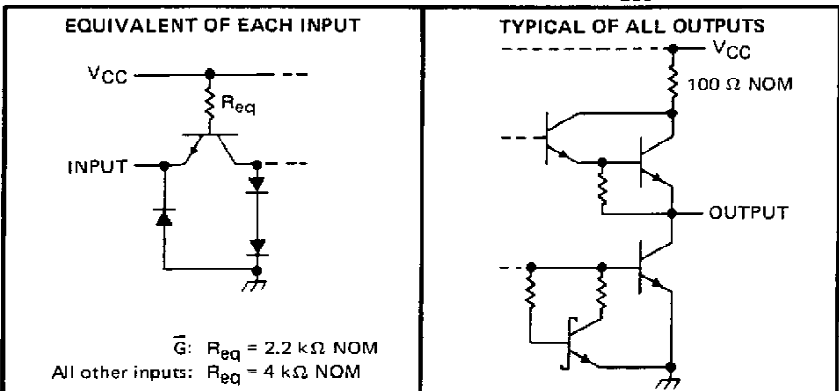 EQUIVALENT OF EACH INPUT
VCC
Req
INPUT
G̅: Req = 2.2 kΩ NOM
All other inputs: Req = 4 kΩ NOM
TYPICAL OF ALL OUTPUTS
VCC
100 Ω NOM
OUTPUT